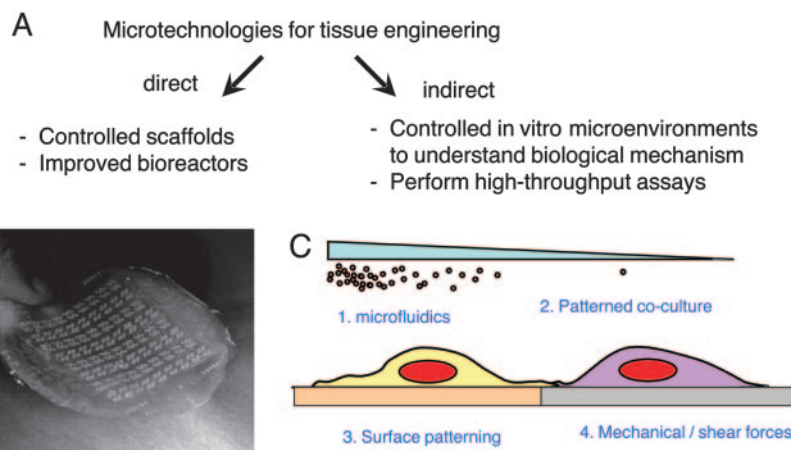 A
Microtechnologies for tissue engineering
direct
indirect
- Controlled scaffolds
- Improved bioreactors
- Controlled in vitro microenvironments
to understand biological mechanism
- Perform high-throughput assays
C
1. microfluidics
2. Patterned co-culture
3. Surface patterning
4. Mechanical / shear forces